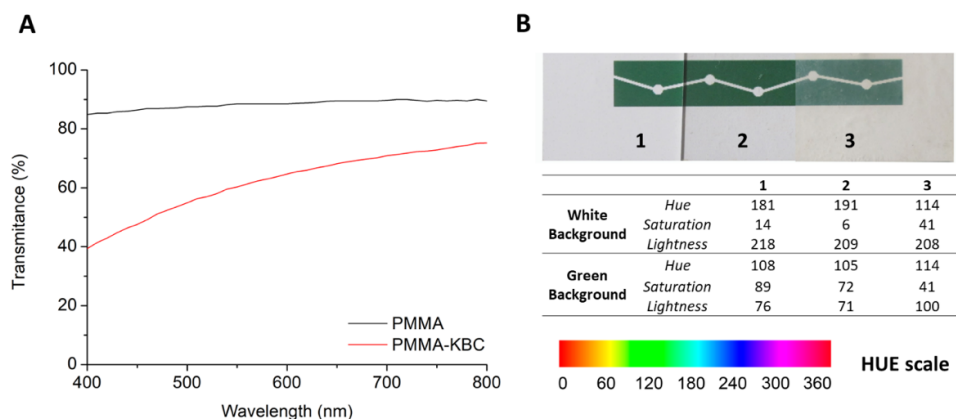 A
B
Transmitance (%)
100
80
60
40
20
0
400 500 600 700 800
Wavelength (nm)
PMMA
PMMA-KBC
1 2 3
1 2 3
White Background Hue 181 191 114
Saturation 14 6 41
Lightness 218 209 208
Green Background Hue 108 105 114
Saturation 89 72 41
Lightness 76 71 100
0 60 120 180 240 300 360
HUE scale